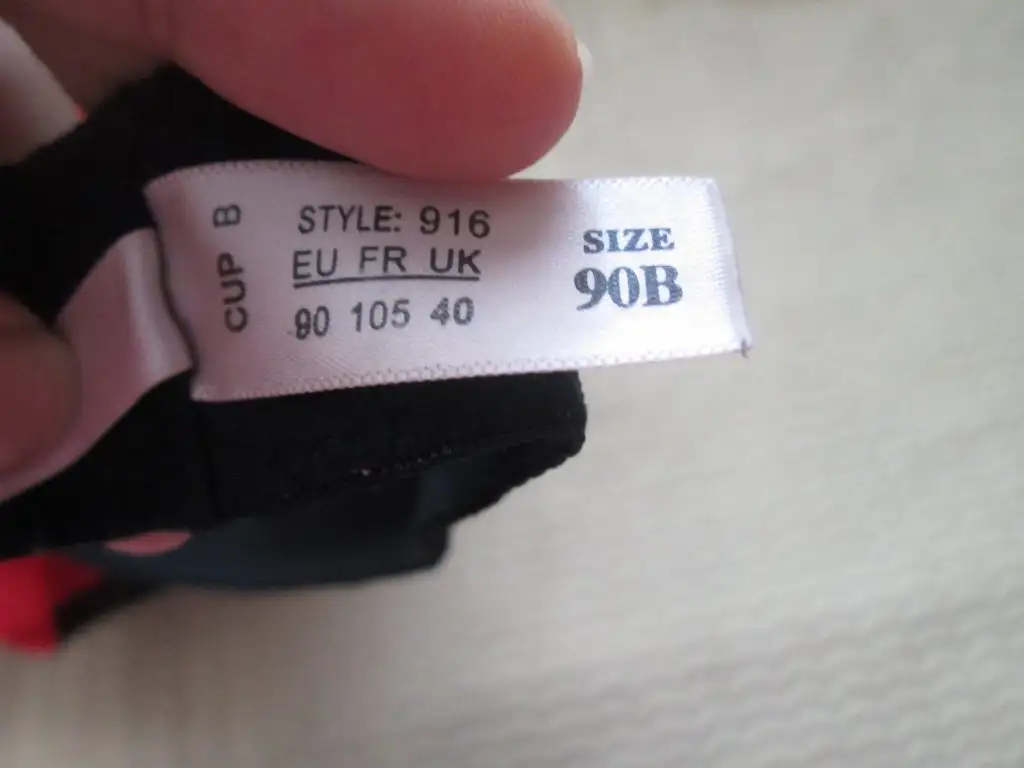 CUP B
STYLE: 916
EU FR UK
90 105 40
SIZE
90B